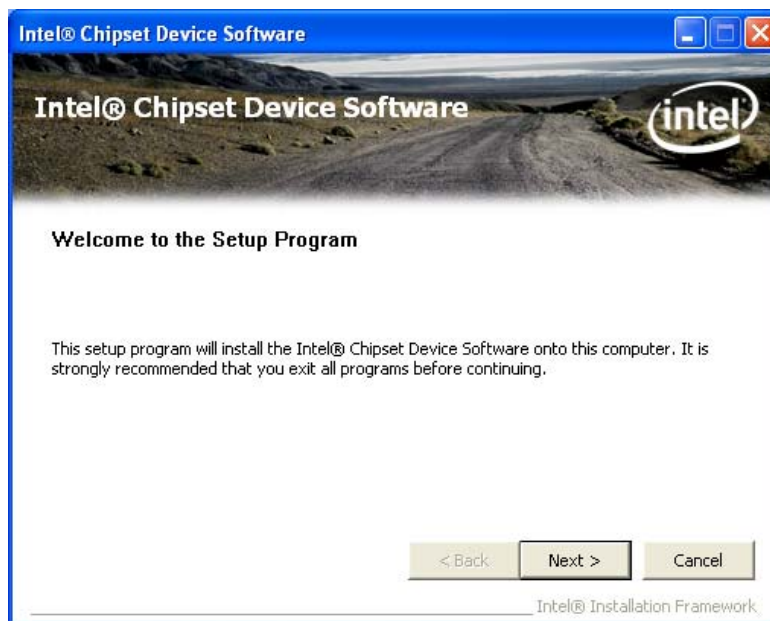 Intel® Chipset Device Software
Intel® Chipset Device Software
intel
Welcome to the Setup Program
This setup program will install the Intel® Chipset Device Software onto this computer. It is
strongly recommended that you exit all programs before continuing.
< Back
Next >
Cancel
Intel® Installation Framework